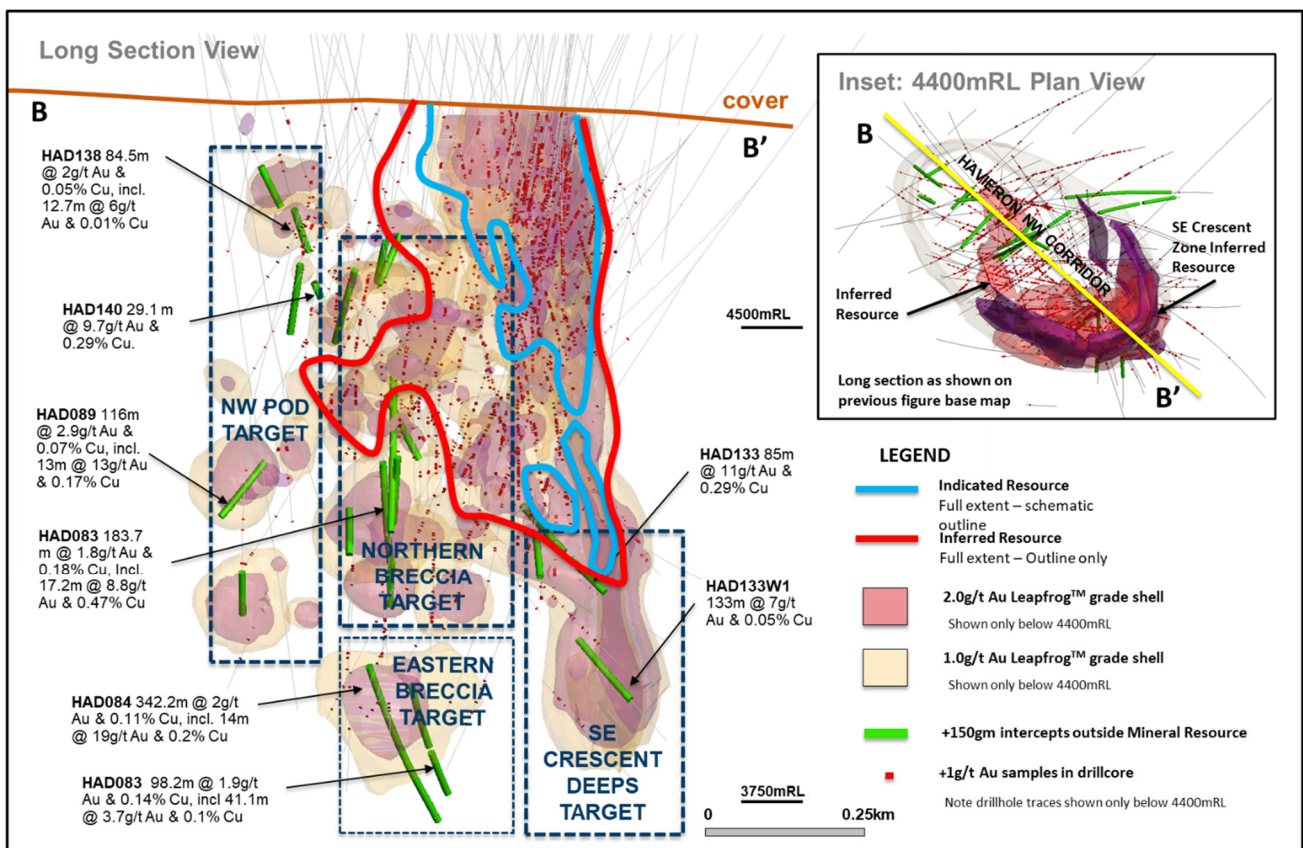 Long Section View
B
cover
B’
HAD138 84.5m
@ 2g/t Au &
0.05% Cu, incl.
12.7m @ 6g/t
Au & 0.01% Cu
HAD140 29.1 m
@ 9.7g/t Au &
0.29% Cu.
4500mRL
NW POD
TARGET
HAD089 116m
@ 2.9g/t Au &
0.07% Cu, incl.
13m @ 13g/t Au
& 0.17% Cu
HAD133 85m
@ 11g/t Au &
0.29% Cu
HAD083 183.7
m @ 1.8g/t Au &
0.18% Cu, Incl.
17.2m @ 8.8g/t
Au & 0.47% Cu
NORTHERN
BRECCIA
TARGET
HAD133W1
133m @ 7g/t
Au & 0.05% Cu
EASTERN
BRECCIA
TARGET
HAD084 342.2m @ 2g/t
Au & 0.11% Cu, incl. 14m
@ 19g/t Au & 0.2% Cu
SE
CRESCENT
DEEPS
TARGET
HAD083 98.2m @ 1.9g/t
Au & 0.14% Cu, incl 41.1m
@ 3.7g/t Au & 0.1% Cu
3750mRL
0 0.25km
Inset: 4400mRL Plan View
B
HAVIERON NW CORRIDOR
SE Crescent
Zone Inferred
Resource
Inferred
Resource
Long section as shown on
previous figure base map
B’
LEGEND
Indicated Resource
Full extent – schematic
outline
Inferred Resource
Full extent – Outline only
2.0g/t Au Leapfrog™ grade shell
Shown only below 4400mRL
1.0g/t Au Leapfrog™ grade shell
Shown only below 4400mRL
+150gm intercepts outside Mineral Resource
+1g/t Au samples in drillcore
Note drillhole traces shown only below 4400mRL